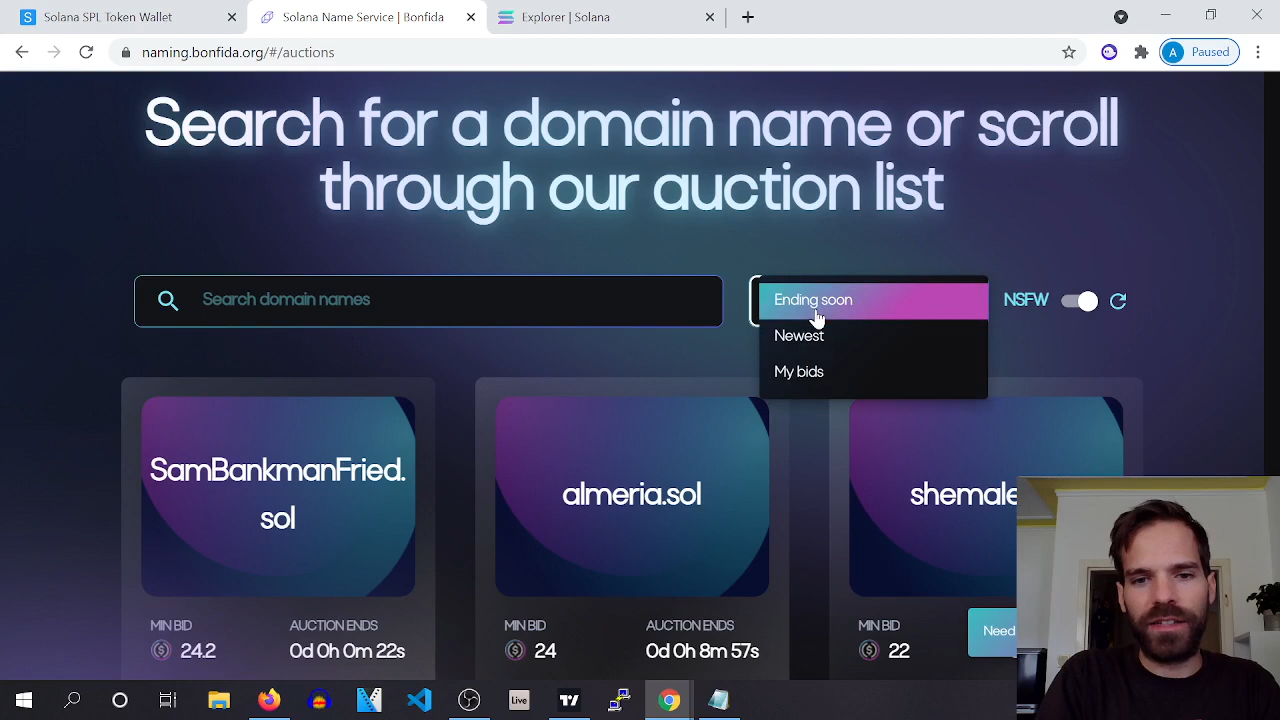 Solana SPL Token Wallet
Solana Name Service | Bonfida
Explorer | Solana
naming.bonfida.org/#/auctions
A Paused
Search for a domain name or scroll
through our auction list
Search domain names
Ending soon
Newest
My bids
NSFW
SamBankmanFried.
sol
almeria.sol
shemale
MIN BID
24.2
AUCTION ENDS
0d 0h 0m 22s
MIN BID
24
AUCTION ENDS
0d 0h 8m 57s
MIN BID
22
Need
Live